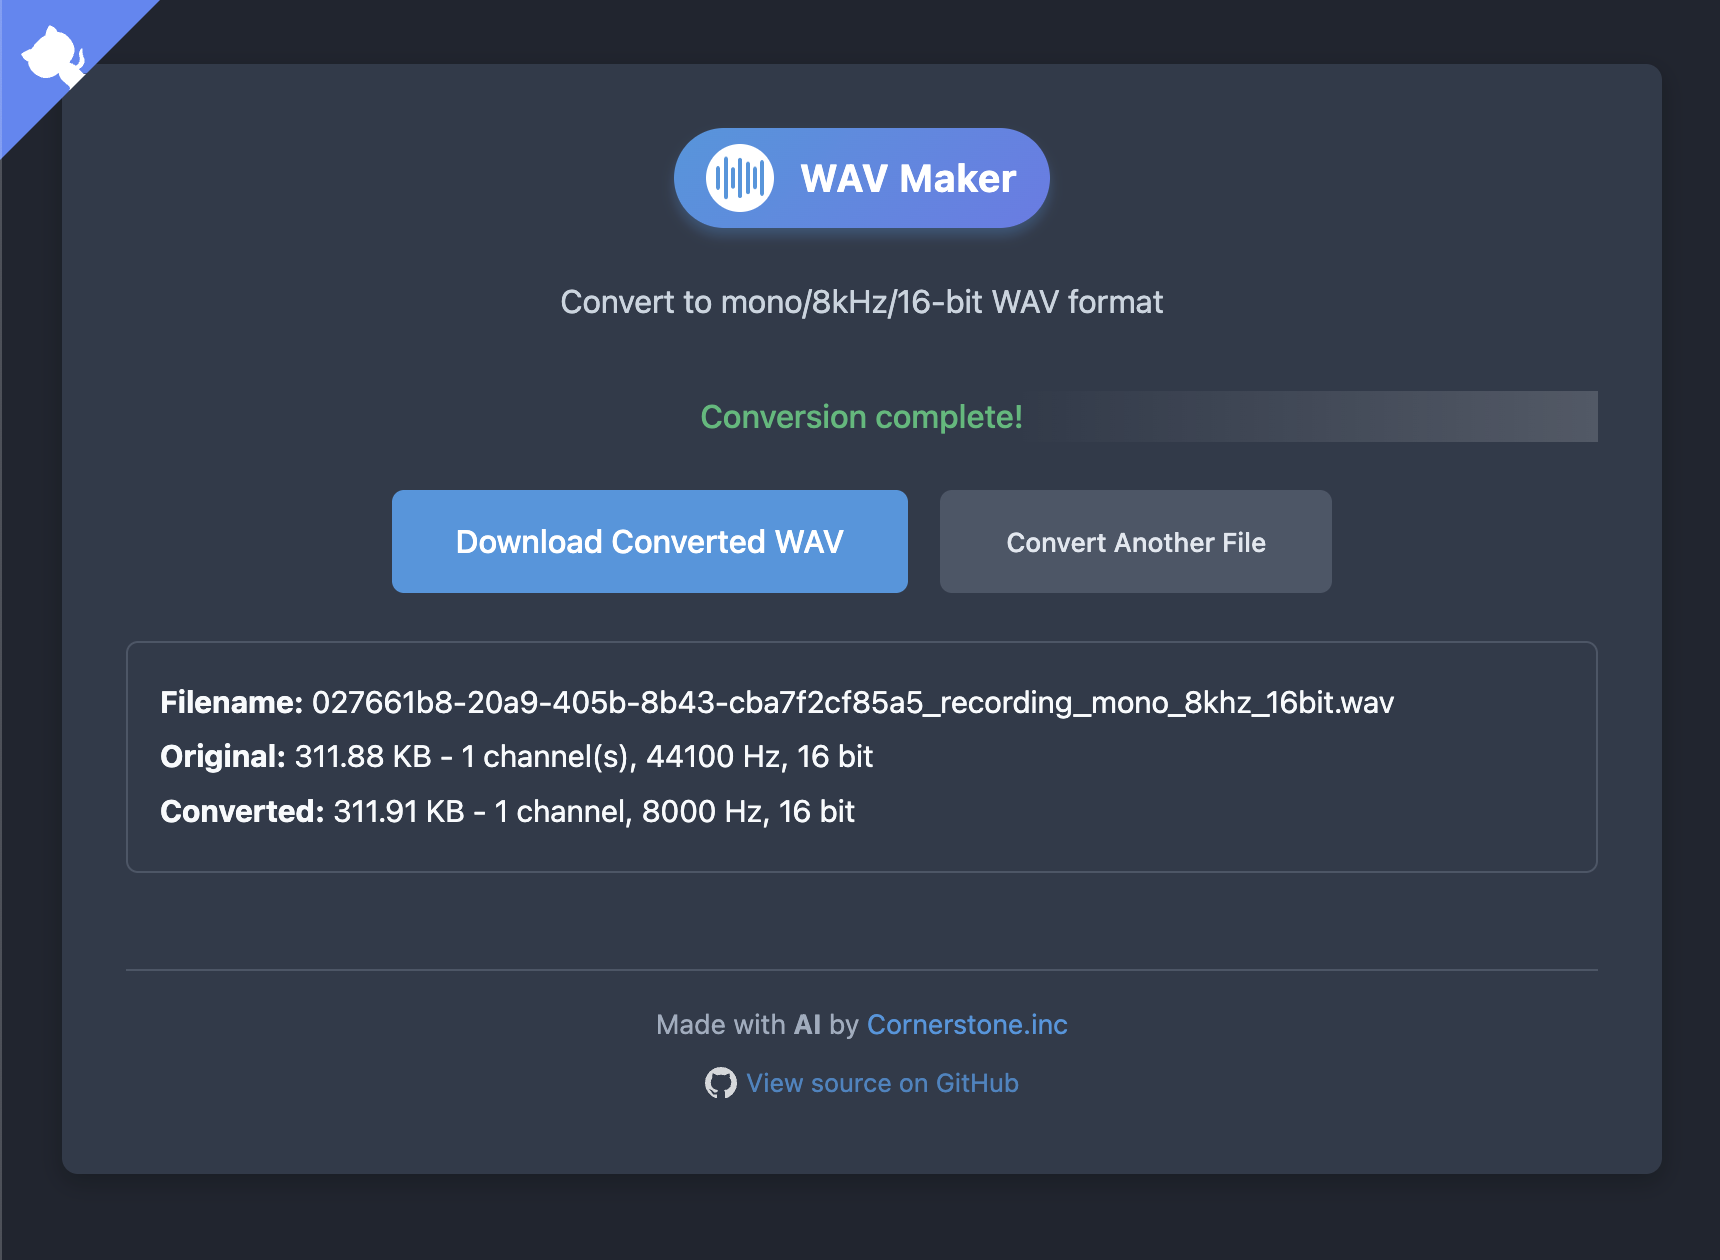 WAV Maker
Convert to mono/8kHz/16-bit WAV format
Conversion complete!
Download Converted WAV
Convert Another File
Filename: 027661b8-20a9-405b-8b43-cba7f2cf85a5_recording_mono_8khz_16bit.wav
Original: 311.88 KB - 1 channel(s), 44100 Hz, 16 bit
Converted: 311.91 KB - 1 channel, 8000 Hz, 16 bit
Made with AI by Cornerstone.inc
View source on GitHub